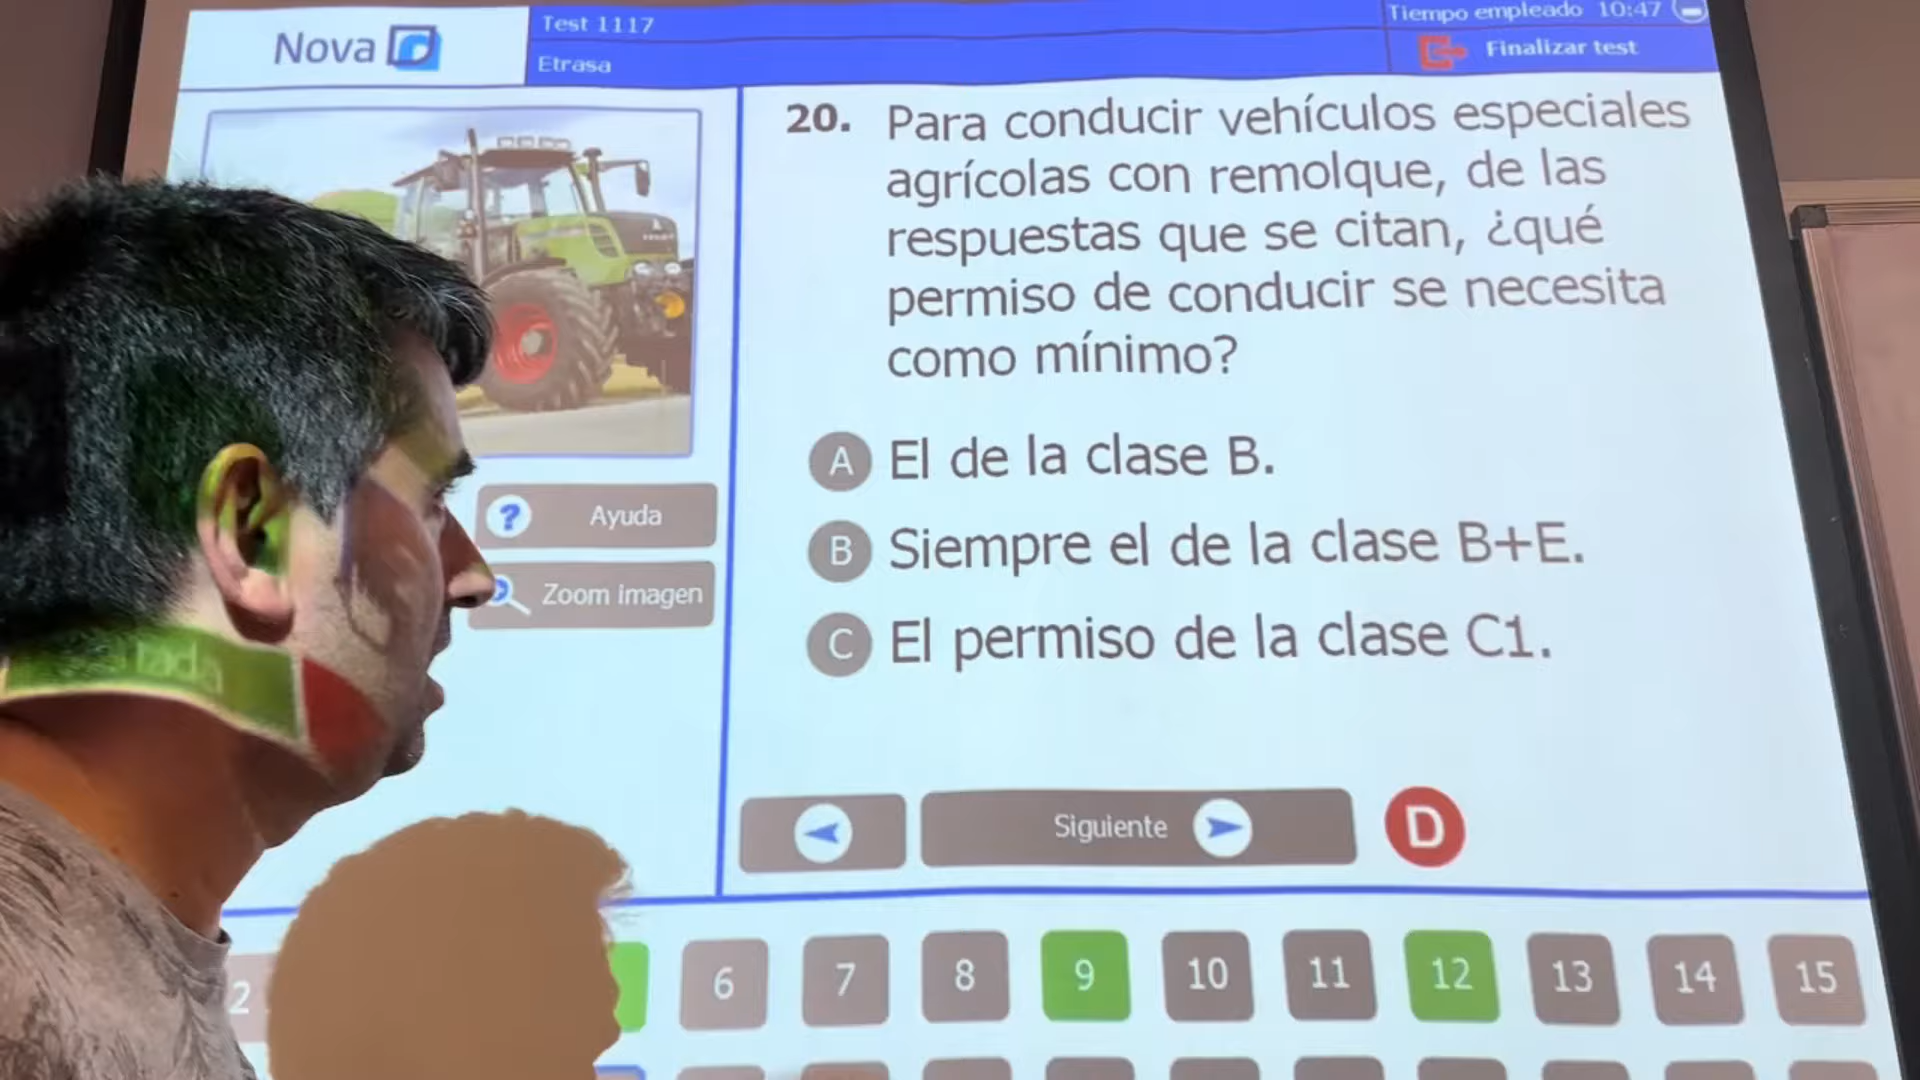 Nova
Test 1117
Etrasa
Tiempo empleado 10:47
Finalizar test
20. Para conducir vehículos especiales
agrícolas con remolque, de las
respuestas que se citan, ¿qué
permiso de conducir se necesita
como mínimo?
A El de la clase B.
B Siempre el de la clase B+E.
C El permiso de la clase C1.
? Ayuda
Zoom imagen
Siguiente
D
2 6 7 8 9 10 11 12 13 14 15